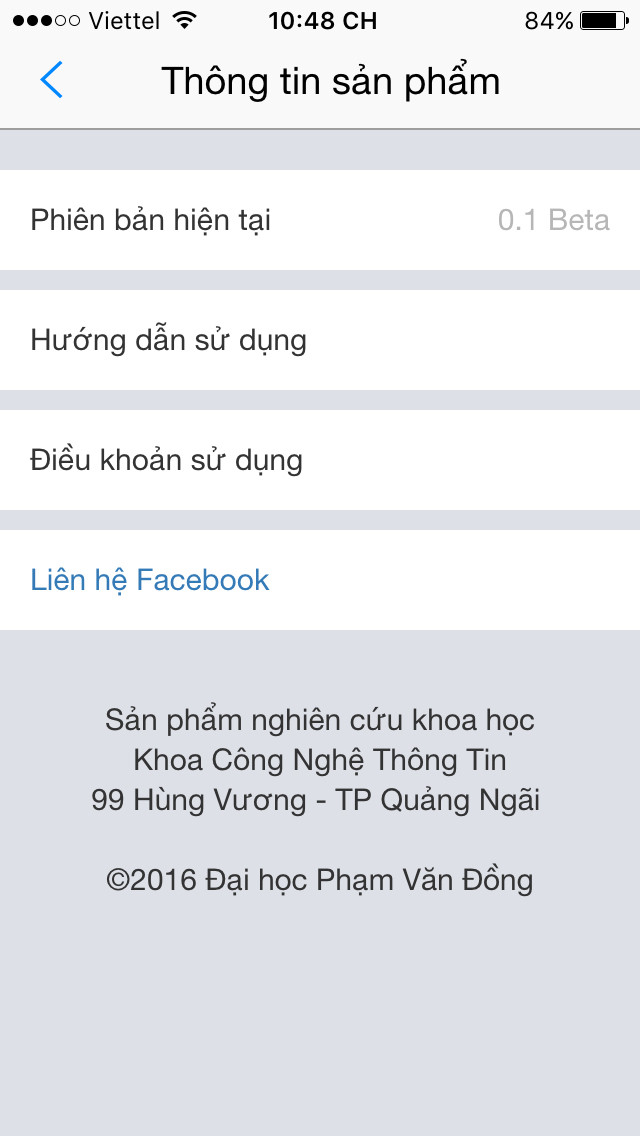 Viettel 10:48 CH 84%
Thông tin sản phẩm
Phiên bản hiện tại 0.1 Beta
Hướng dẫn sử dụng
Điều khoản sử dụng
Liên hệ Facebook
Sản phẩm nghiên cứu khoa học
Khoa Công Nghệ Thông Tin
99 Hùng Vương - TP Quảng Ngãi
©2016 Đại học Phạm Văn Đồng